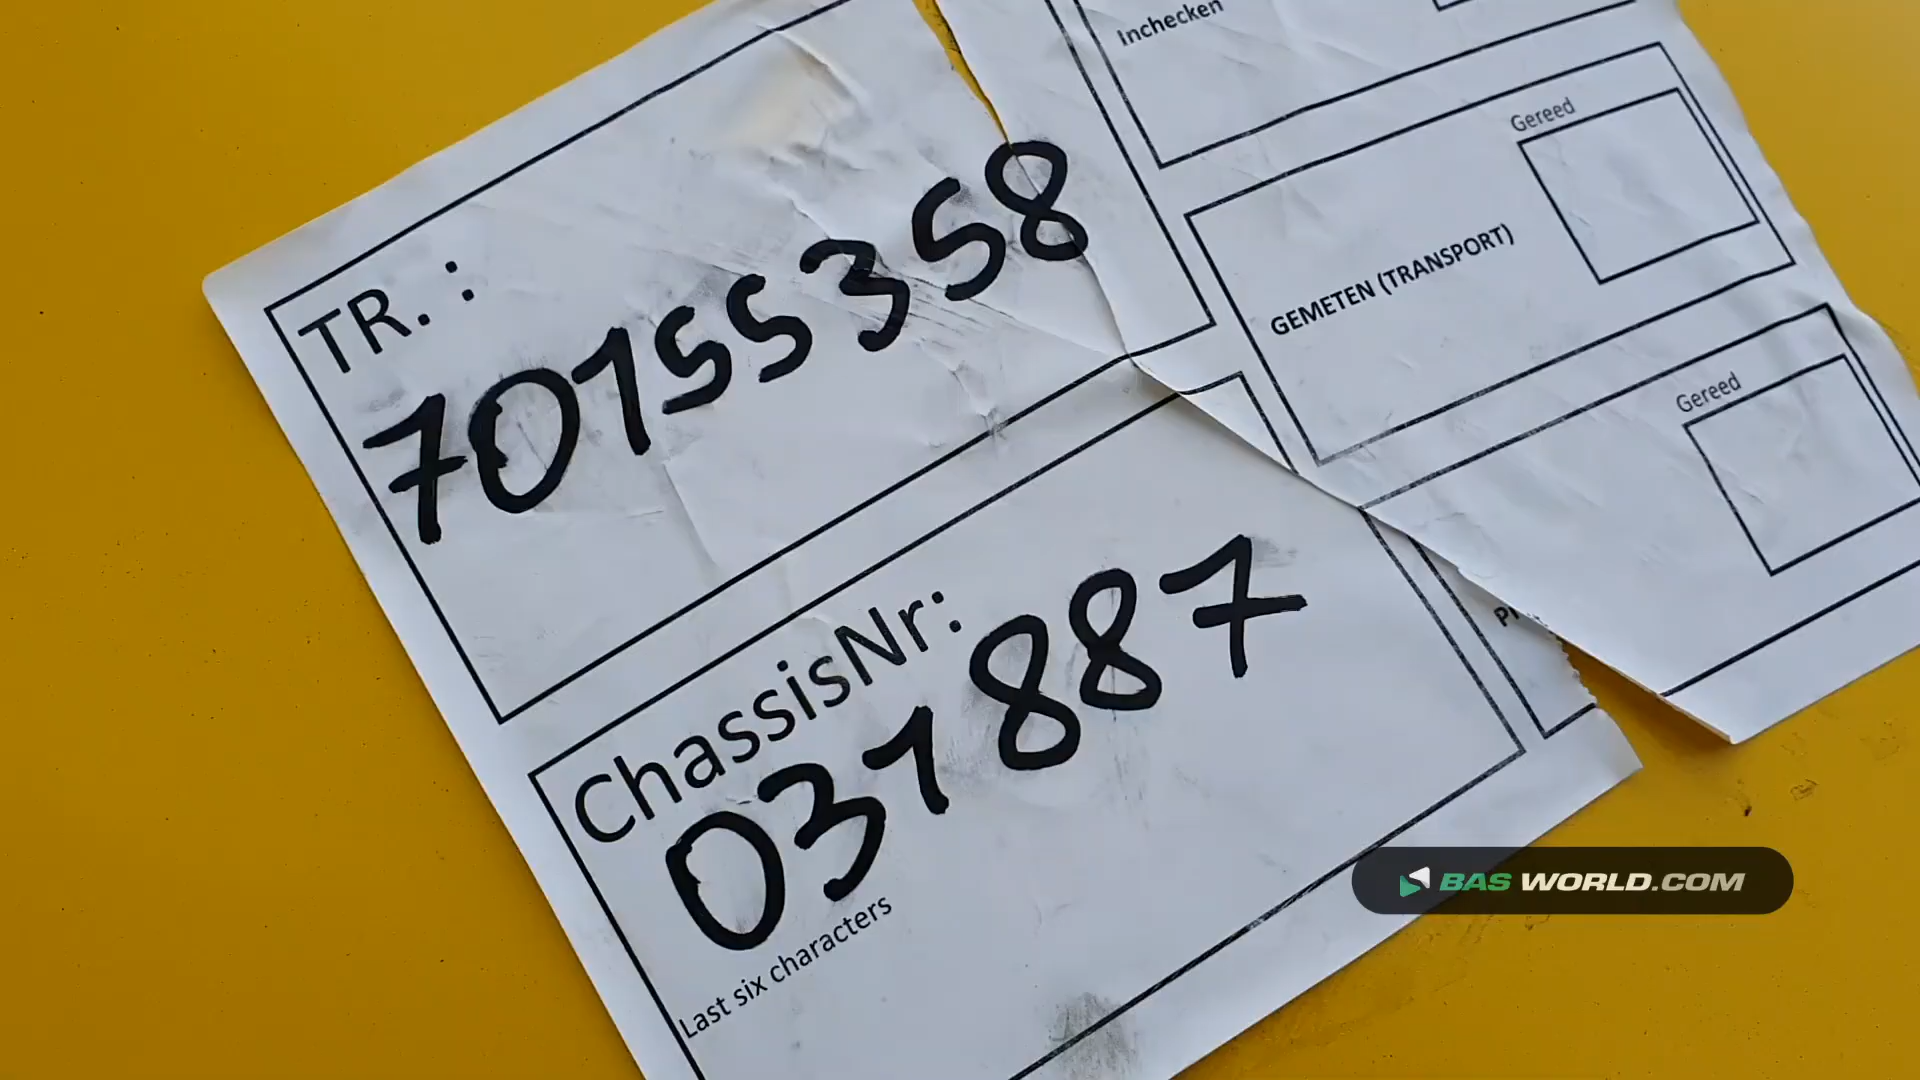 TR. :
70155358
ChassisNr:
031887
Last six characters
Inchecken
Gereed
GEMETEN (TRANSPORT)
Gereed
BAS WORLD.COM